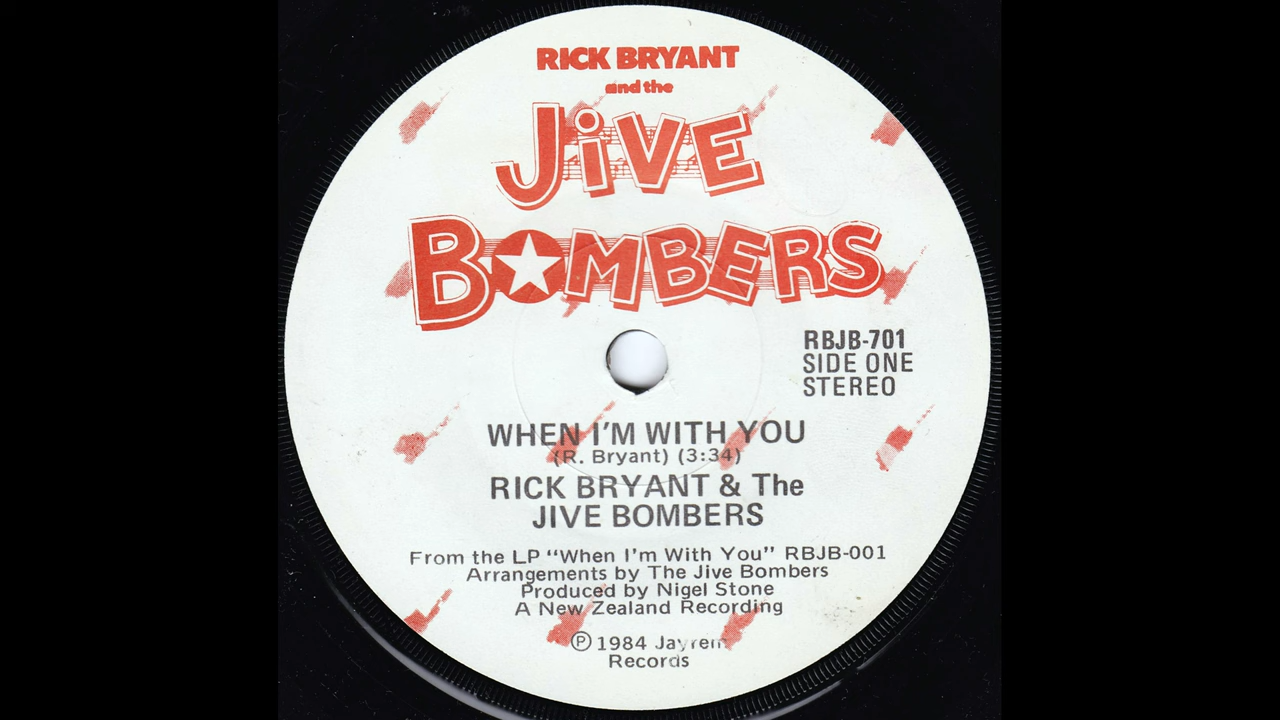 RICK BRYANT
and the
JiVE
BOMBERS
RBJB-701
SIDE ONE
STEREO
WHEN I'M WITH YOU
(R. Bryant) (3:34)
RICK BRYANT & The
JIVE BOMBERS
From the LP "When I'm With You" RBJB-001
Arrangements by The Jive Bombers
Produced by Nigel Stone
A New Zealand Recording
℗ 1984 Jayrem
Records